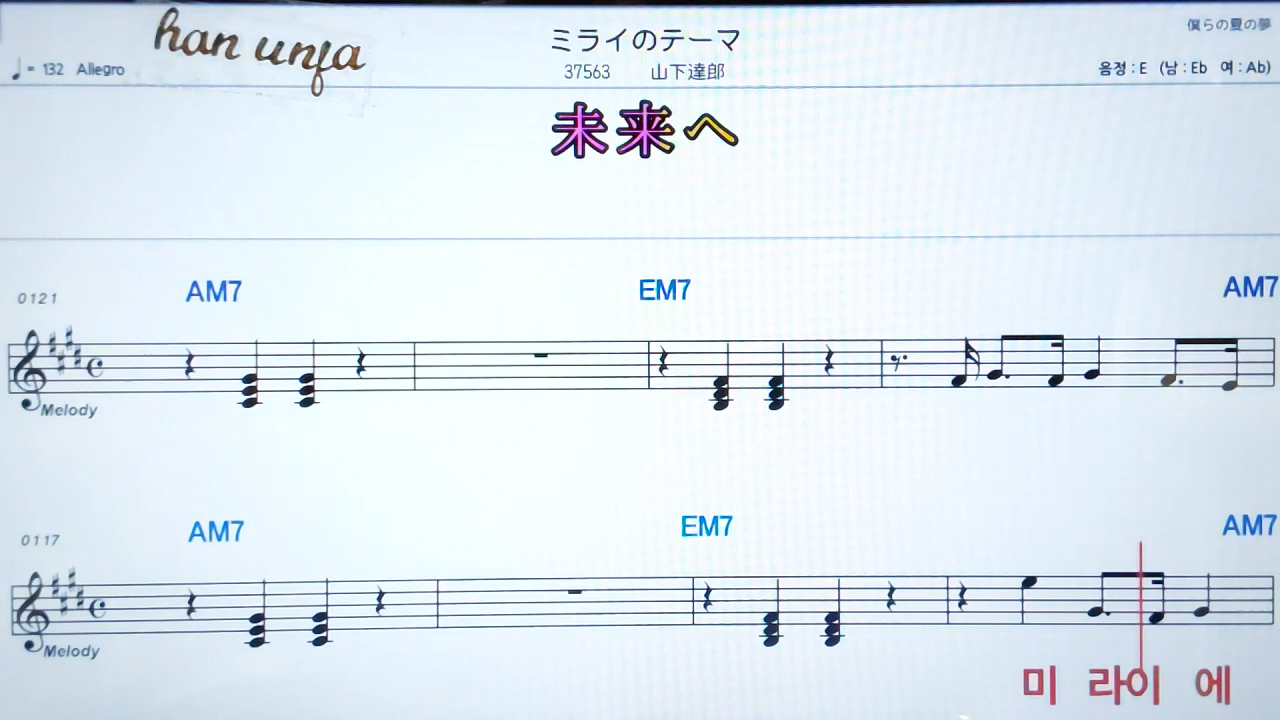 han unja
ミライのテーマ
僕らの夏の夢
♩= 132 Allegro
37563 山下達郎
음정 : E (남 : Eb 여 : Ab)
未来へ
0121 AM7 EM7 AM7
Melody
0117 AM7 EM7 AM7
Melody
미 라이 에